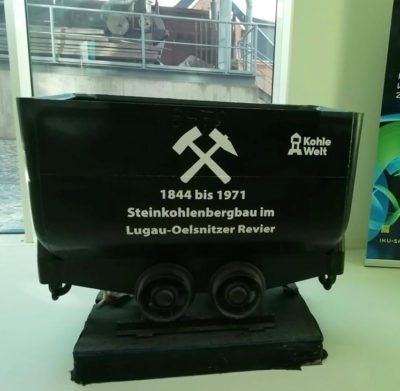 Kohle
Welt
1844 bis 1971
Steinkohlenbergbau im
Lugau-Oelsnitzer Revier